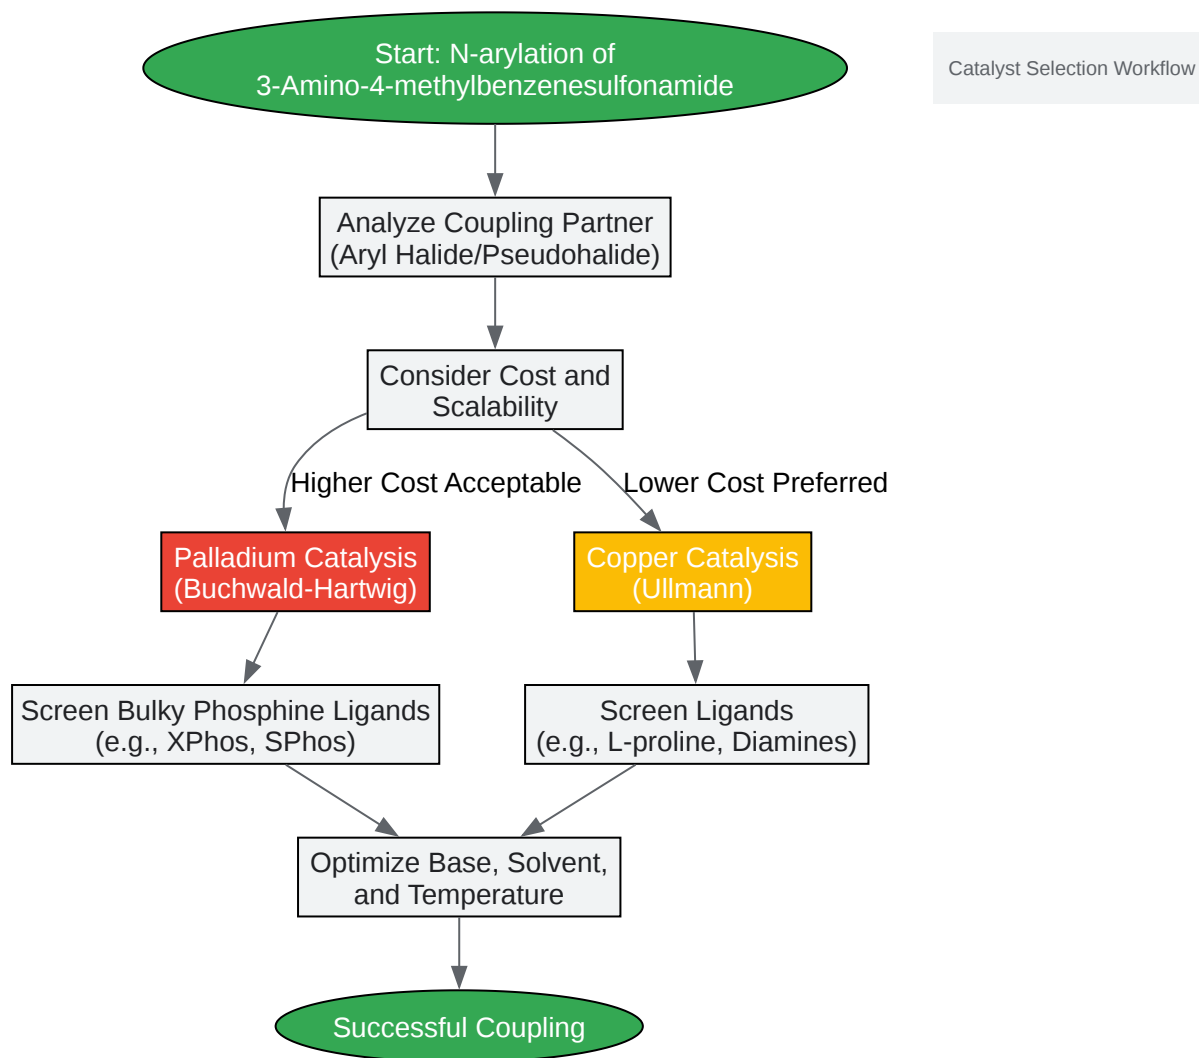 Start: N-arylation of
3-Amino-4-methylbenzenesulfonamide
Catalyst Selection Workflow
Analyze Coupling Partner
(Aryl Halide/Pseudohalide)
Consider Cost and
Scalability
Higher Cost Acceptable
Lower Cost Preferred
Palladium Catalysis
(Buchwald-Hartwig)
Copper Catalysis
(Ullmann)
Screen Bulky Phosphine Ligands
(e.g., XPhos, SPhos)
Screen Ligands
(e.g., L-proline, Diamines)
Optimize Base, Solvent,
and Temperature
Successful Coupling